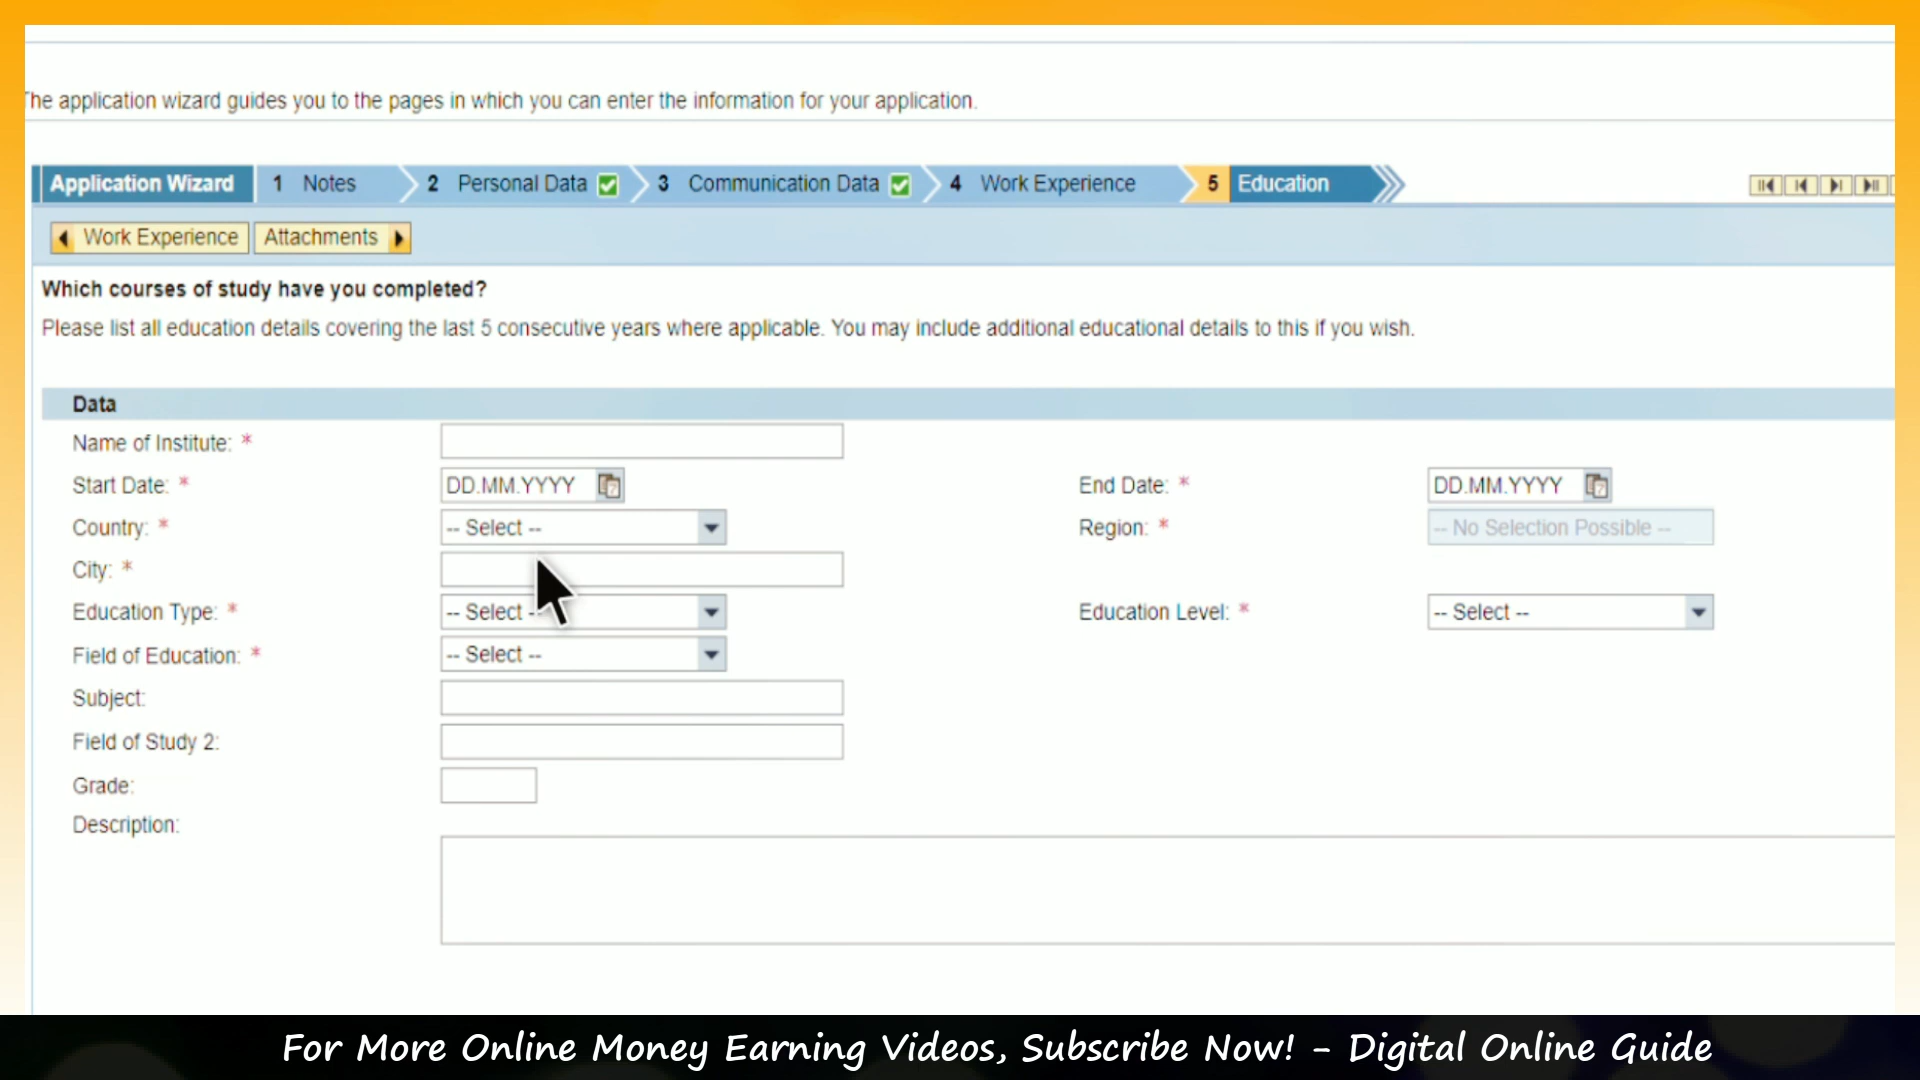 The application wizard guides you to the pages in which you can enter the information for your application.
Application Wizard 1 Notes 2 Personal Data 3 Communication Data 4 Work Experience 5 Education
Work Experience Attachments
Which courses of study have you completed?
Please list all education details covering the last 5 consecutive years where applicable. You may include additional educational details to this if you wish.
Data
Name of Institute: *
Start Date: * DD.MM.YYYY End Date: * DD.MM.YYYY
Country: * -- Select -- Region: * -- No Selection Possible --
City: *
Education Type: * -- Select -- Education Level: * -- Select --
Field of Education: * -- Select --
Subject:
Field of Study 2:
Grade:
Description:
For More Online Money Earning Videos, Subscribe Now! - Digital Online Guide